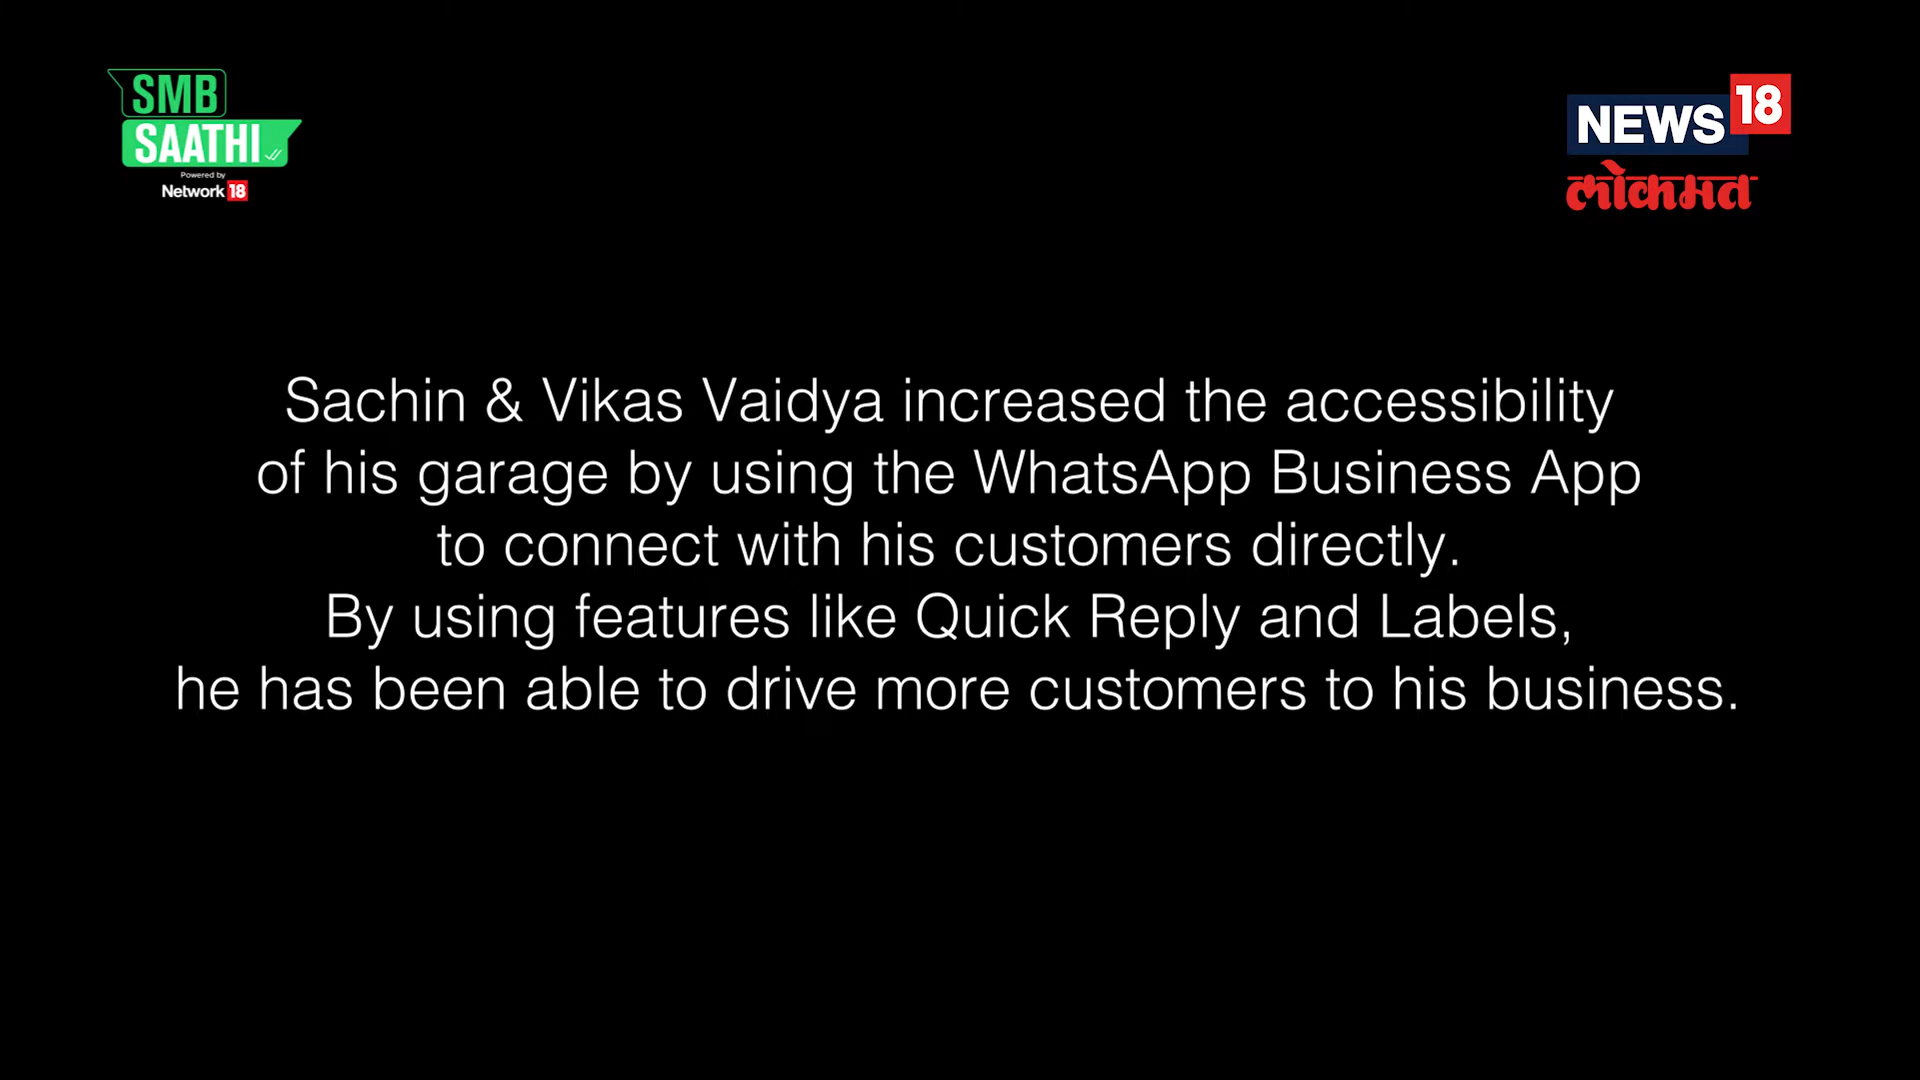 SMB
SAATHI
Powered by
Network 18
NEWS 18
लोकमत
Sachin & Vikas Vaidya increased the accessibility
of his garage by using the WhatsApp Business App
to connect with his customers directly.
By using features like Quick Reply and Labels,
he has been able to drive more customers to his business.